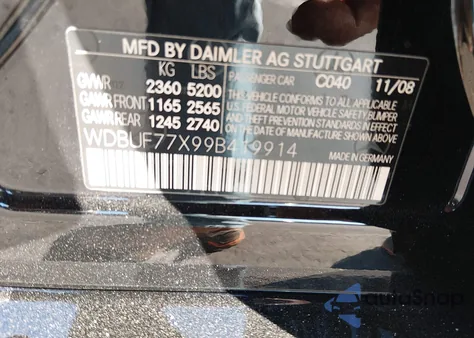 MFD BY DAIMLER AG STUTTGART
KG LBS PASSENGER CAR C040 11/08
GVWR 2360 5200 THIS VEHICLE CONFORMS TO ALL APPLICABLE
GAWR FRONT 1165 2565 U.S. FEDERAL MOTOR VEHICLE SAFETY BUMPER
GAWR REAR 1245 2740 AND THEFT PREVENTION STANDARDS IN EFFECT
ON DATE OF MANUFACTURE SHOWN ABOVE
WDBUF77X99B419914
MADE IN GERMANY
AutoSnap